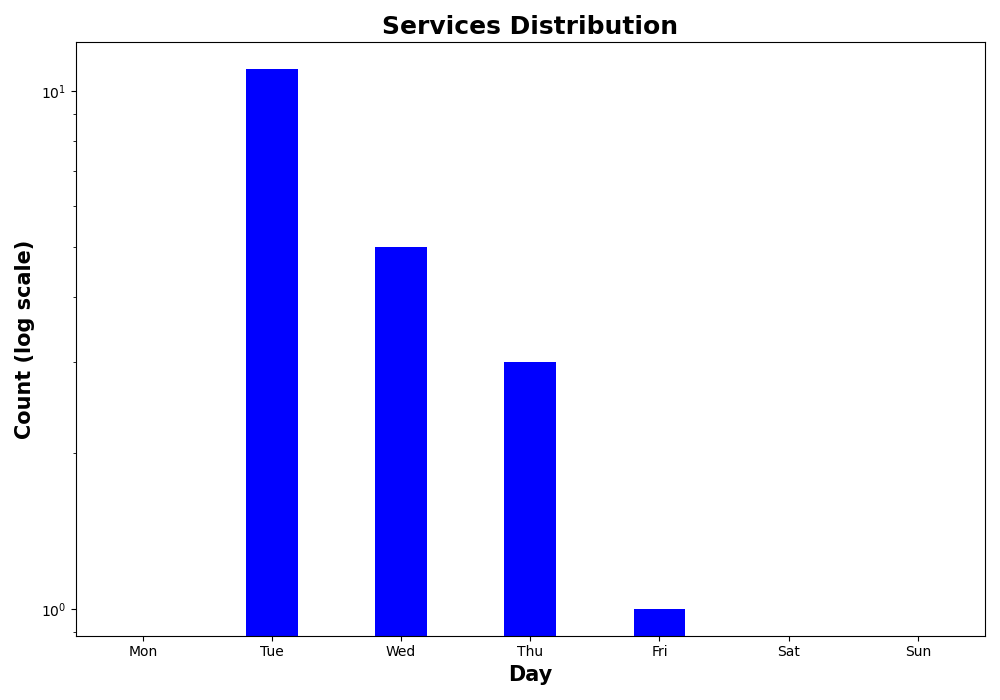 Services Distribution
Count (log scale)
10¹
10⁰
Mon Tue Wed Thu Fri Sat Sun
Day